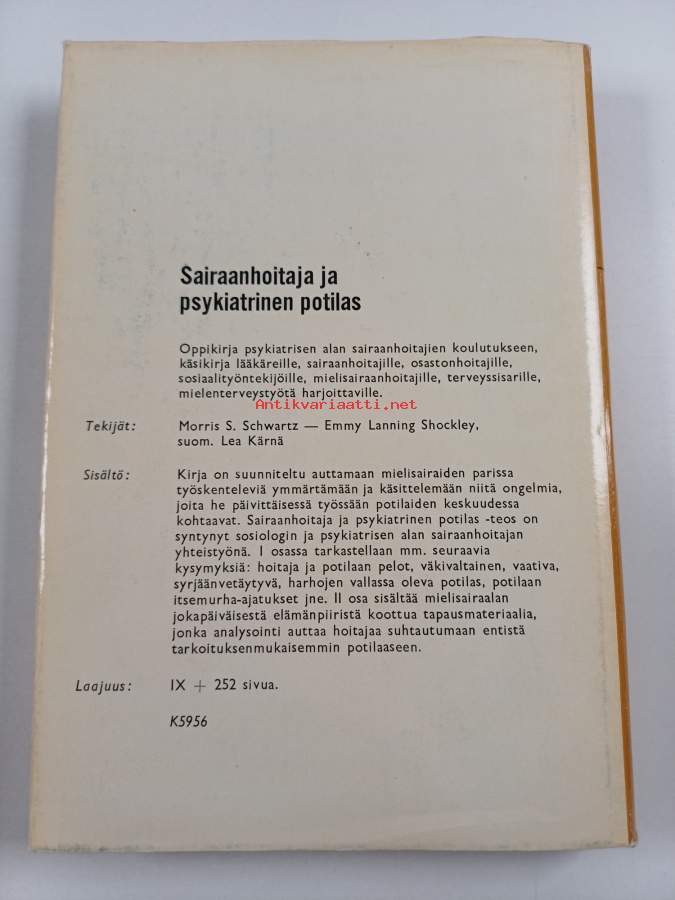 Sairaanhoitaja ja
psykiatrinen potilas
Oppikirja psykiatrisen alan sairaanhoitajien koulutukseen,
käsikirja lääkäreille, sairaanhoitajille, osastonhoitajille,
sosiaalityöntekijöille, mielisairaanhoitajille, terveyssisarille,
mielenterveystyötä harjoittaville.
Antikvariaatti.net
Tekijät: Morris S. Schwartz — Emmy Lanning Shockley,
suom. Lea Kärnä
Sisältö: Kirja on suunniteltu auttamaan mielisairaiden parissa
työskenteleviä ymmärtämään ja käsittelemään niitä ongelmia,
joita he päivittäisessä työssään potilaiden keskuudessa
kohtaavat. Sairaanhoitaja ja psykiatrinen potilas -teos on
syntynyt sosiologin ja psykiatrisen alan sairaanhoitajan
yhteistyönä. I osassa tarkastellaan mm. seuraavia
kysymyksiä: hoitaja ja potilaan pelot, väkivaltainen, vaativa,
syrjäänvetäytyvä, harhojen vallassa oleva potilas, potilaan
itsemurha-ajatukset jne. II osa sisältää mielisairaalan
jokapäiväisestä elämänpiiristä koottua tapausmateriaalia,
jonka analysointi auttaa hoitajaa suhtautumaan entistä
tarkoituksenmukaisemmin potilaaseen.
Laajuus: IX + 252 sivua.
K5956